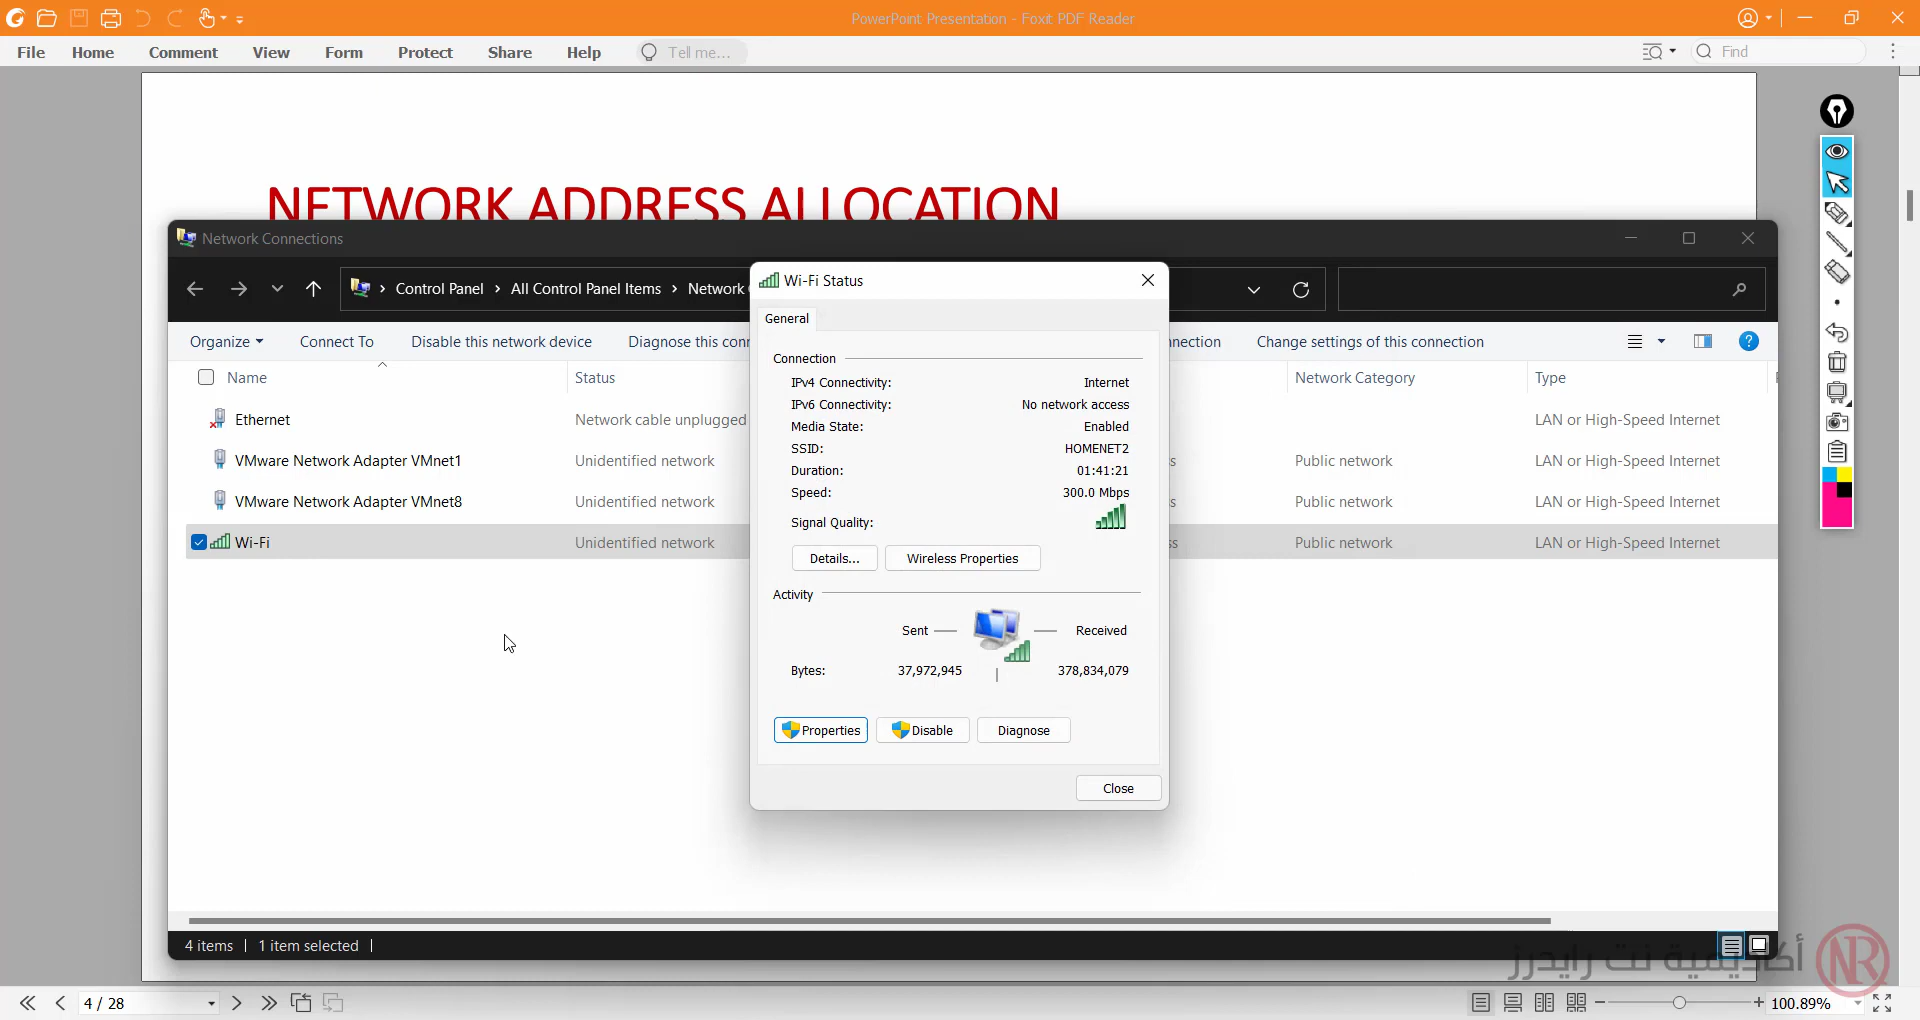 PowerPoint Presentation - Foxit PDF Reader
File Home Comment View Form Protect Share Help Tell me... Find
NETWORK ADDRESS ALLOCATION
Network Connections
Control Panel All Control Panel Items Network
Organize Connect To Disable this network device Diagnose this conn nection Change settings of this connection
Name Status Network Category Type
Ethernet Network cable unplugged LAN or High-Speed Internet
VMware Network Adapter VMnet1 Unidentified network s Public network LAN or High-Speed Internet
VMware Network Adapter VMnet8 Unidentified network s Public network LAN or High-Speed Internet
Wi-Fi Unidentified network ss Public network LAN or High-Speed Internet
4 items 1 item selected
Wi-Fi Status
General
Connection
IPv4 Connectivity: Internet
IPv6 Connectivity: No network access
Media State: Enabled
SSID: HOMENET2
Duration: 01:41:21
Speed: 300.0 Mbps
Signal Quality:
Details... Wireless Properties
Activity
Sent Received
Bytes: 37,972,945 378,834,079
Properties Disable Diagnose
Close
أكاديمية نت رايدرز
NR
4 / 28 100.89%